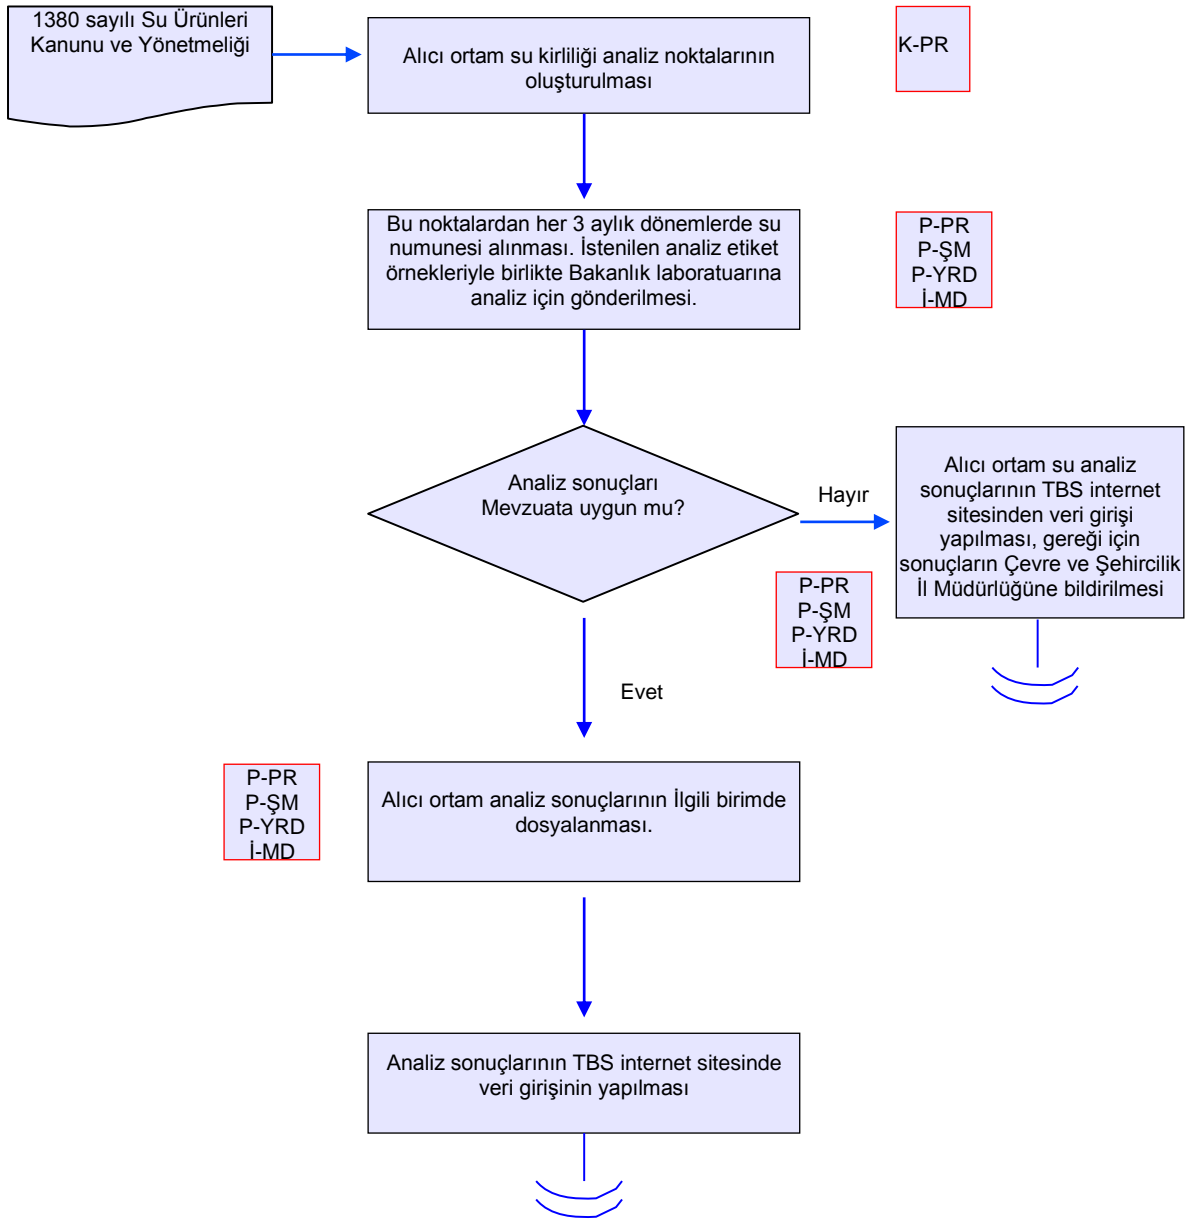 1380 sayılı Su Ürünleri
Kanunu ve Yönetmeliği
Alıcı ortam su kirliliği analiz noktalarının
oluşturulması
K-PR
Bu noktalardan her 3 aylık dönemlerde su
numunesi alınması. İstenilen analiz etiket
örnekleriyle birlikte Bakanlık laboratuarına
analiz için gönderilmesi.
P-PR
P-ŞM
P-YRD
İ-MD
Analiz sonuçları
Mevzuata uygun mu?
Hayır
Alıcı ortam su analiz
sonuçlarının TBS internet
sitesinden veri girişi
yapılması, gereği için
sonuçların Çevre ve Şehircilik
İl Müdürlüğüne bildirilmesi
P-PR
P-ŞM
P-YRD
İ-MD
Evet
P-PR
P-ŞM
P-YRD
İ-MD
Alıcı ortam analiz sonuçlarının İlgili birimde
dosyalanması.
Analiz sonuçlarının TBS internet sitesinde
veri girişinin yapılması